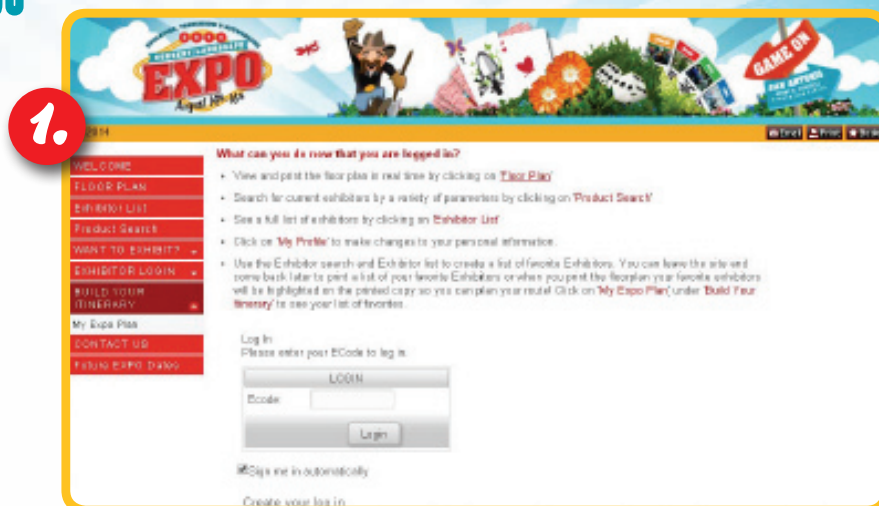 EXPO
GAME ON
SAN ANTONIO
1.
2014
Email Print
What can you do now that you are logged in?
WELCOME
FLOOR PLAN
Exhibitor List
Product Search
WANT TO EXHIBIT?
EXHIBITOR LOGIN
BUILD YOUR
ITINERARY
My Expo Plan
CONTACT US
Future EXPO Dates
• View and print the floor plan in real time by clicking on 'Floor Plan'
• Search for current exhibitors by a variety of parameters by clicking on 'Product Search'
• See a full list of exhibitors by clicking on 'Exhibitor List'
• Click on 'My Profile' to make changes to your personal information.
• Use the Exhibitor search and Exhibitor list to create a list of favorite Exhibitors. You can leave the site and
come back later to print a list of your favorite Exhibitors or when you print the floorplan your favorite exhibitors
will be highlighted on the printed copy so you can plan your route! Click on 'My Expo Plan' under 'Build Your
Itinerary' to see your list of favorites.
Log In
Please enter your ECode to log in.
LOGIN
Ecode:
Login
Sign me in automatically
Create your log in